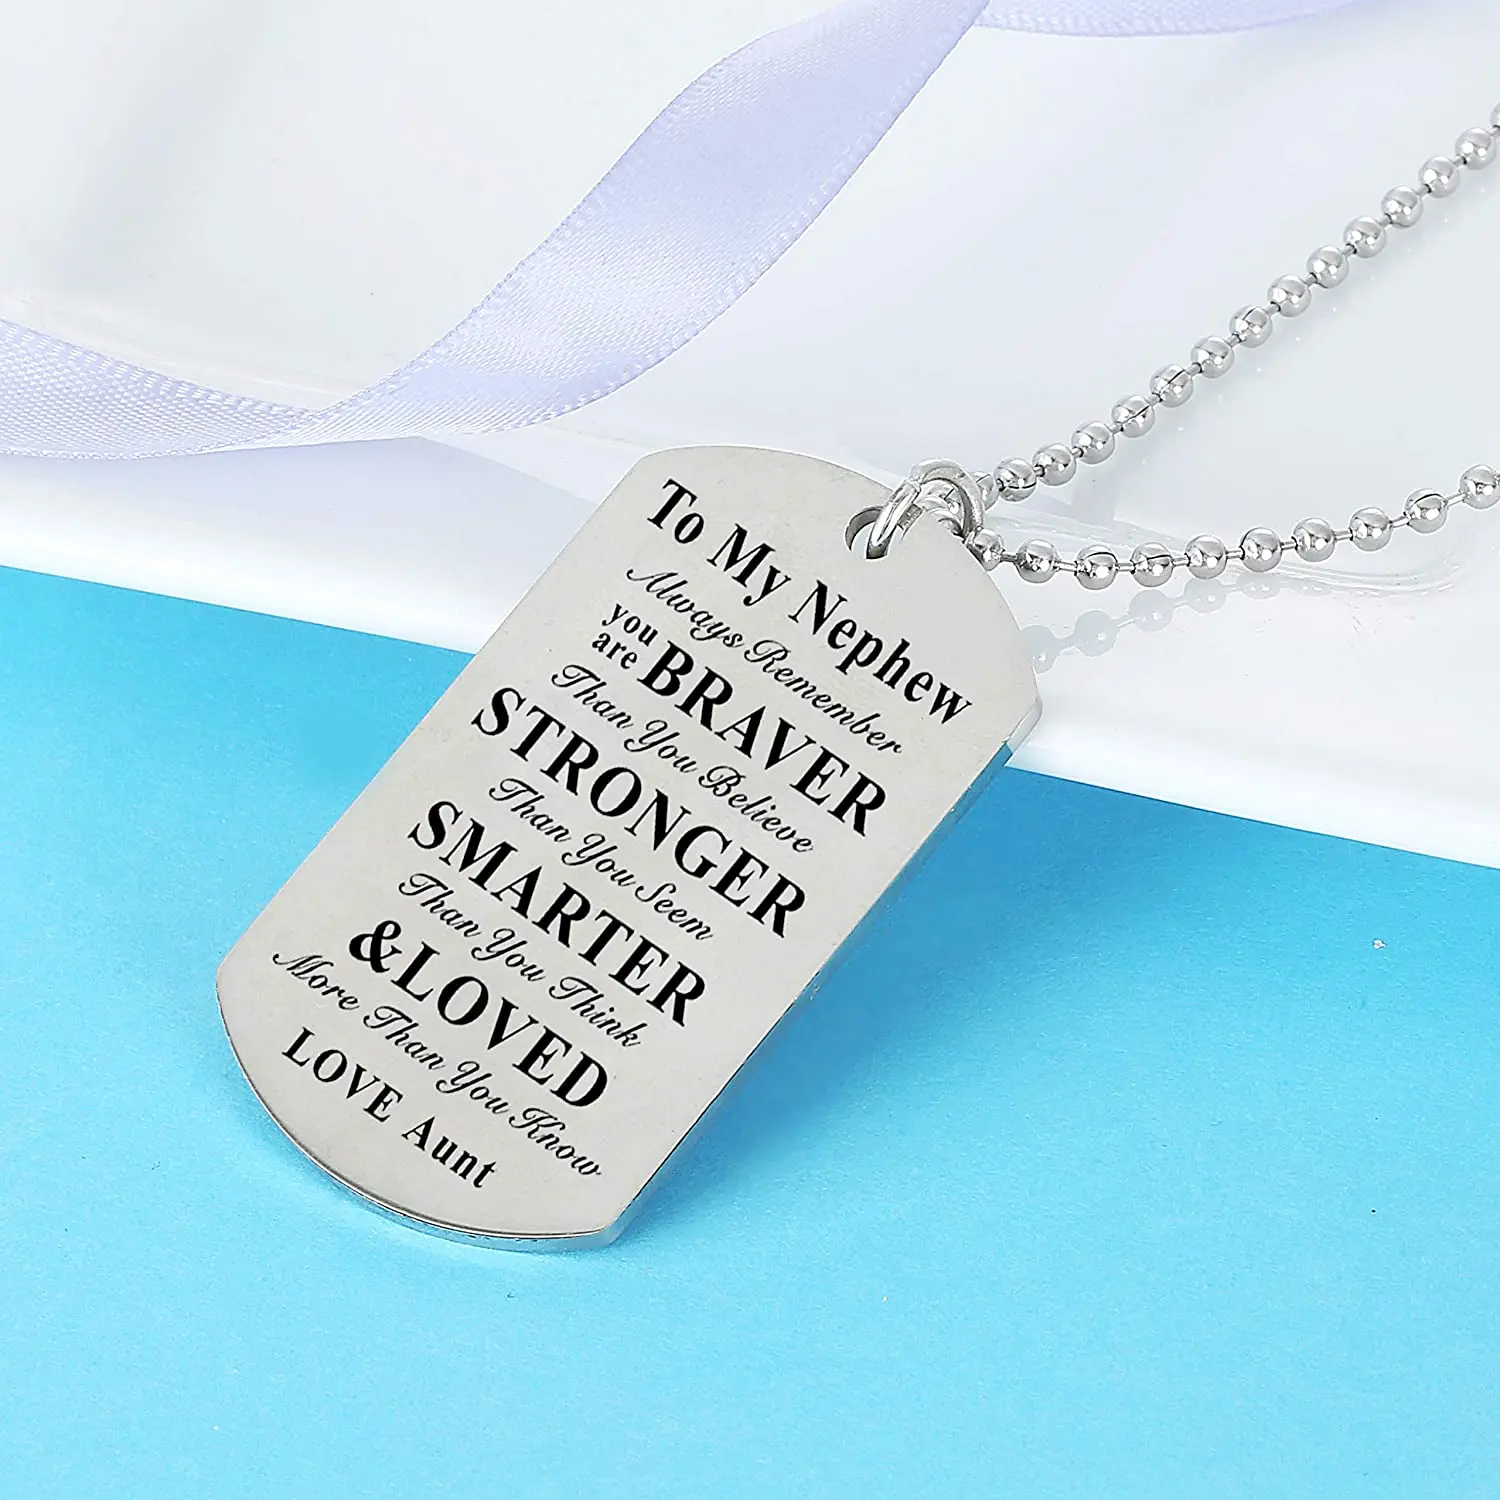 To My Nephew
Always Remember
you are BRAVER
Than You Believe
STRONGER
Than You Seem
SMARTER
Than You Think
&LOVED
More Than You Know
LOVE Aunt